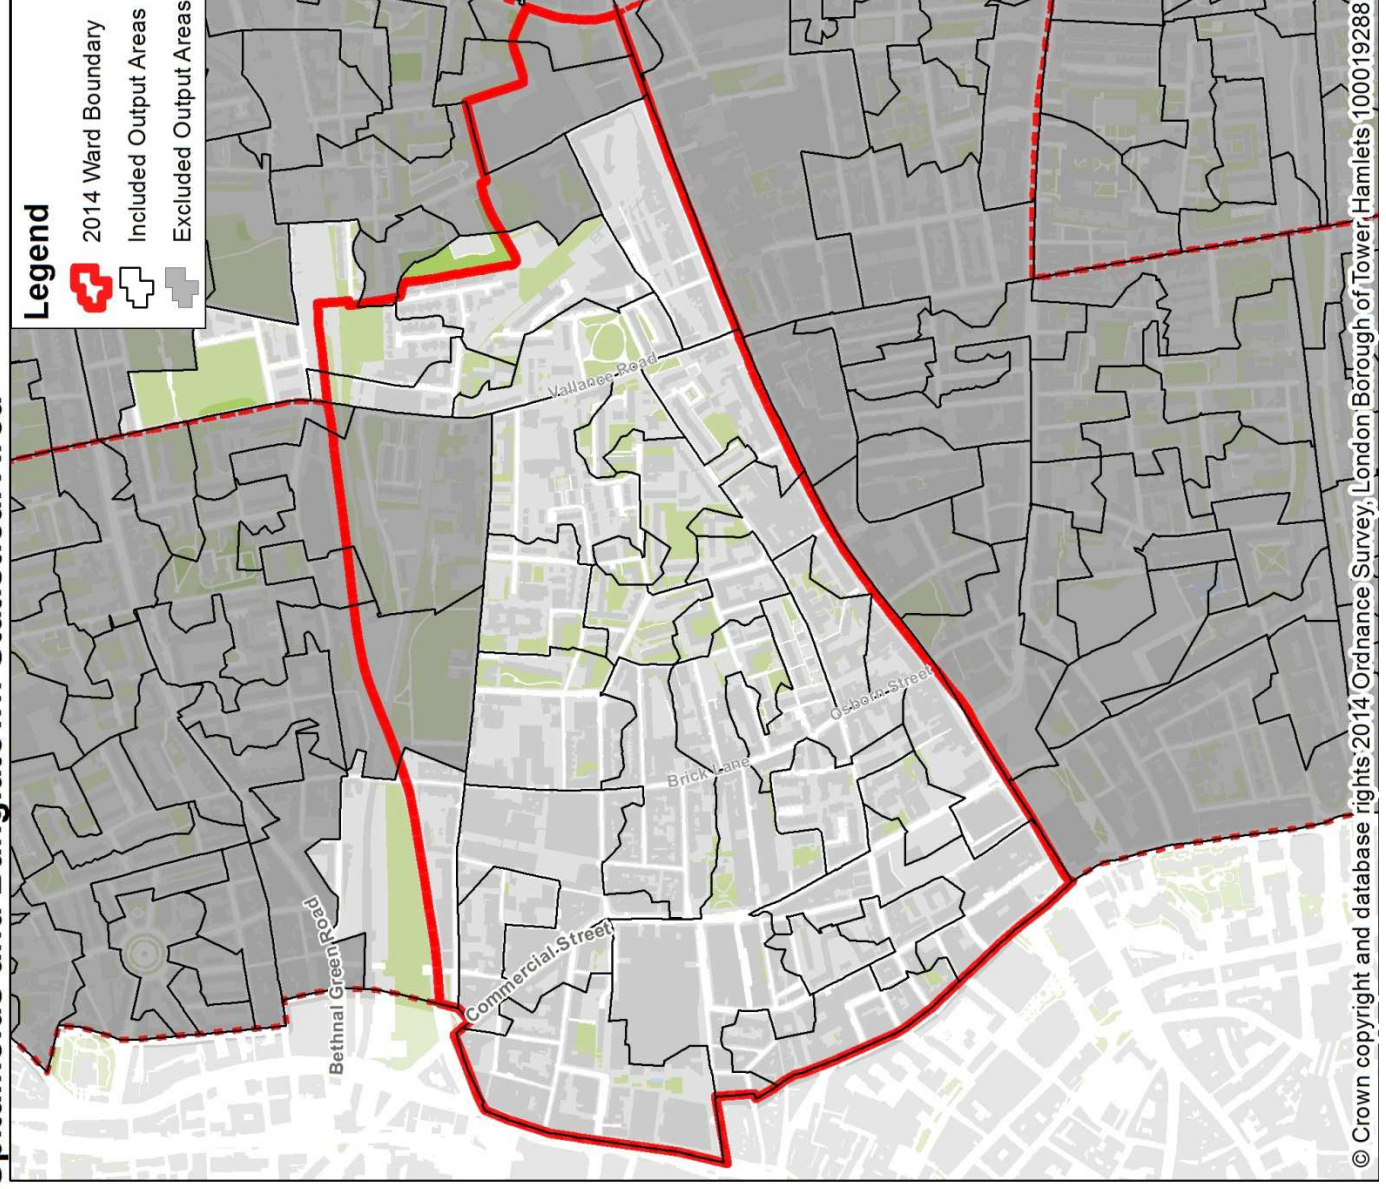 Legend
2014 Ward Boundary
Included Output Areas
Excluded Output Areas
Vallance Road
Osborn Street
Brick Lane
Commercial Street
Bethnal Green Road
© Crown copyright and database rights 2014 Ordnance Survey, London Borough of Tower Hamlets 100019288